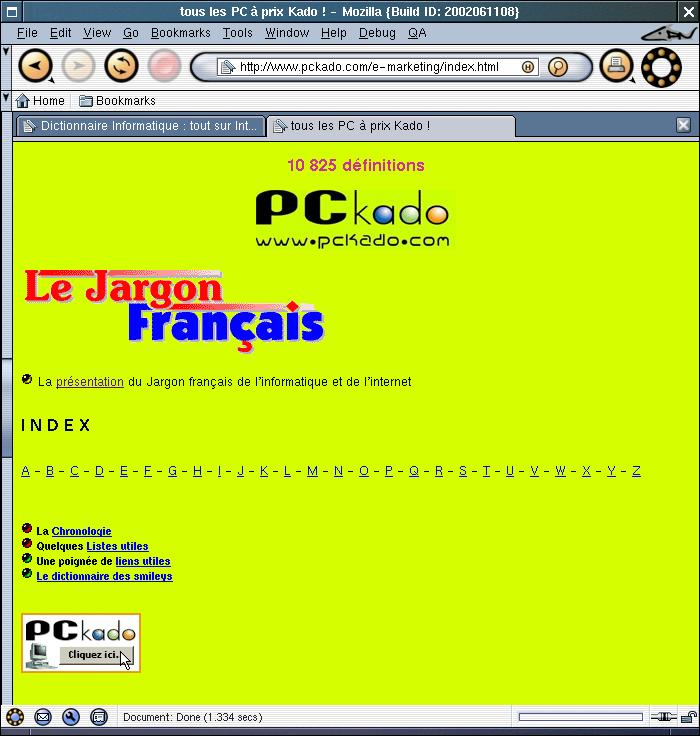 tous les PC à prix Kado ! - Mozilla {Build ID: 2002061108}
File Edit View Go Bookmarks Tools Window Help Debug QA
http://www.pckado.com/e-marketing/index.html
Home Bookmarks
Dictionnaire Informatique : tout sur Int... tous les PC à prix Kado !
10 825 définitions
PCkado
www.pckado.com
Le Jargon
Français
La présentation du Jargon français de l'informatique et de l'internet
INDEX
A - B - C - D - E - F - G - H - I - J - K - L - M - N - O - P - Q - R - S - T - U - V - W - X - Y - Z
La Chronologie
Quelques Listes utiles
Une poignée de liens utiles
Le dictionnaire des smileys
PCkado
Cliquez ici..
Document: Done (1.334 secs)